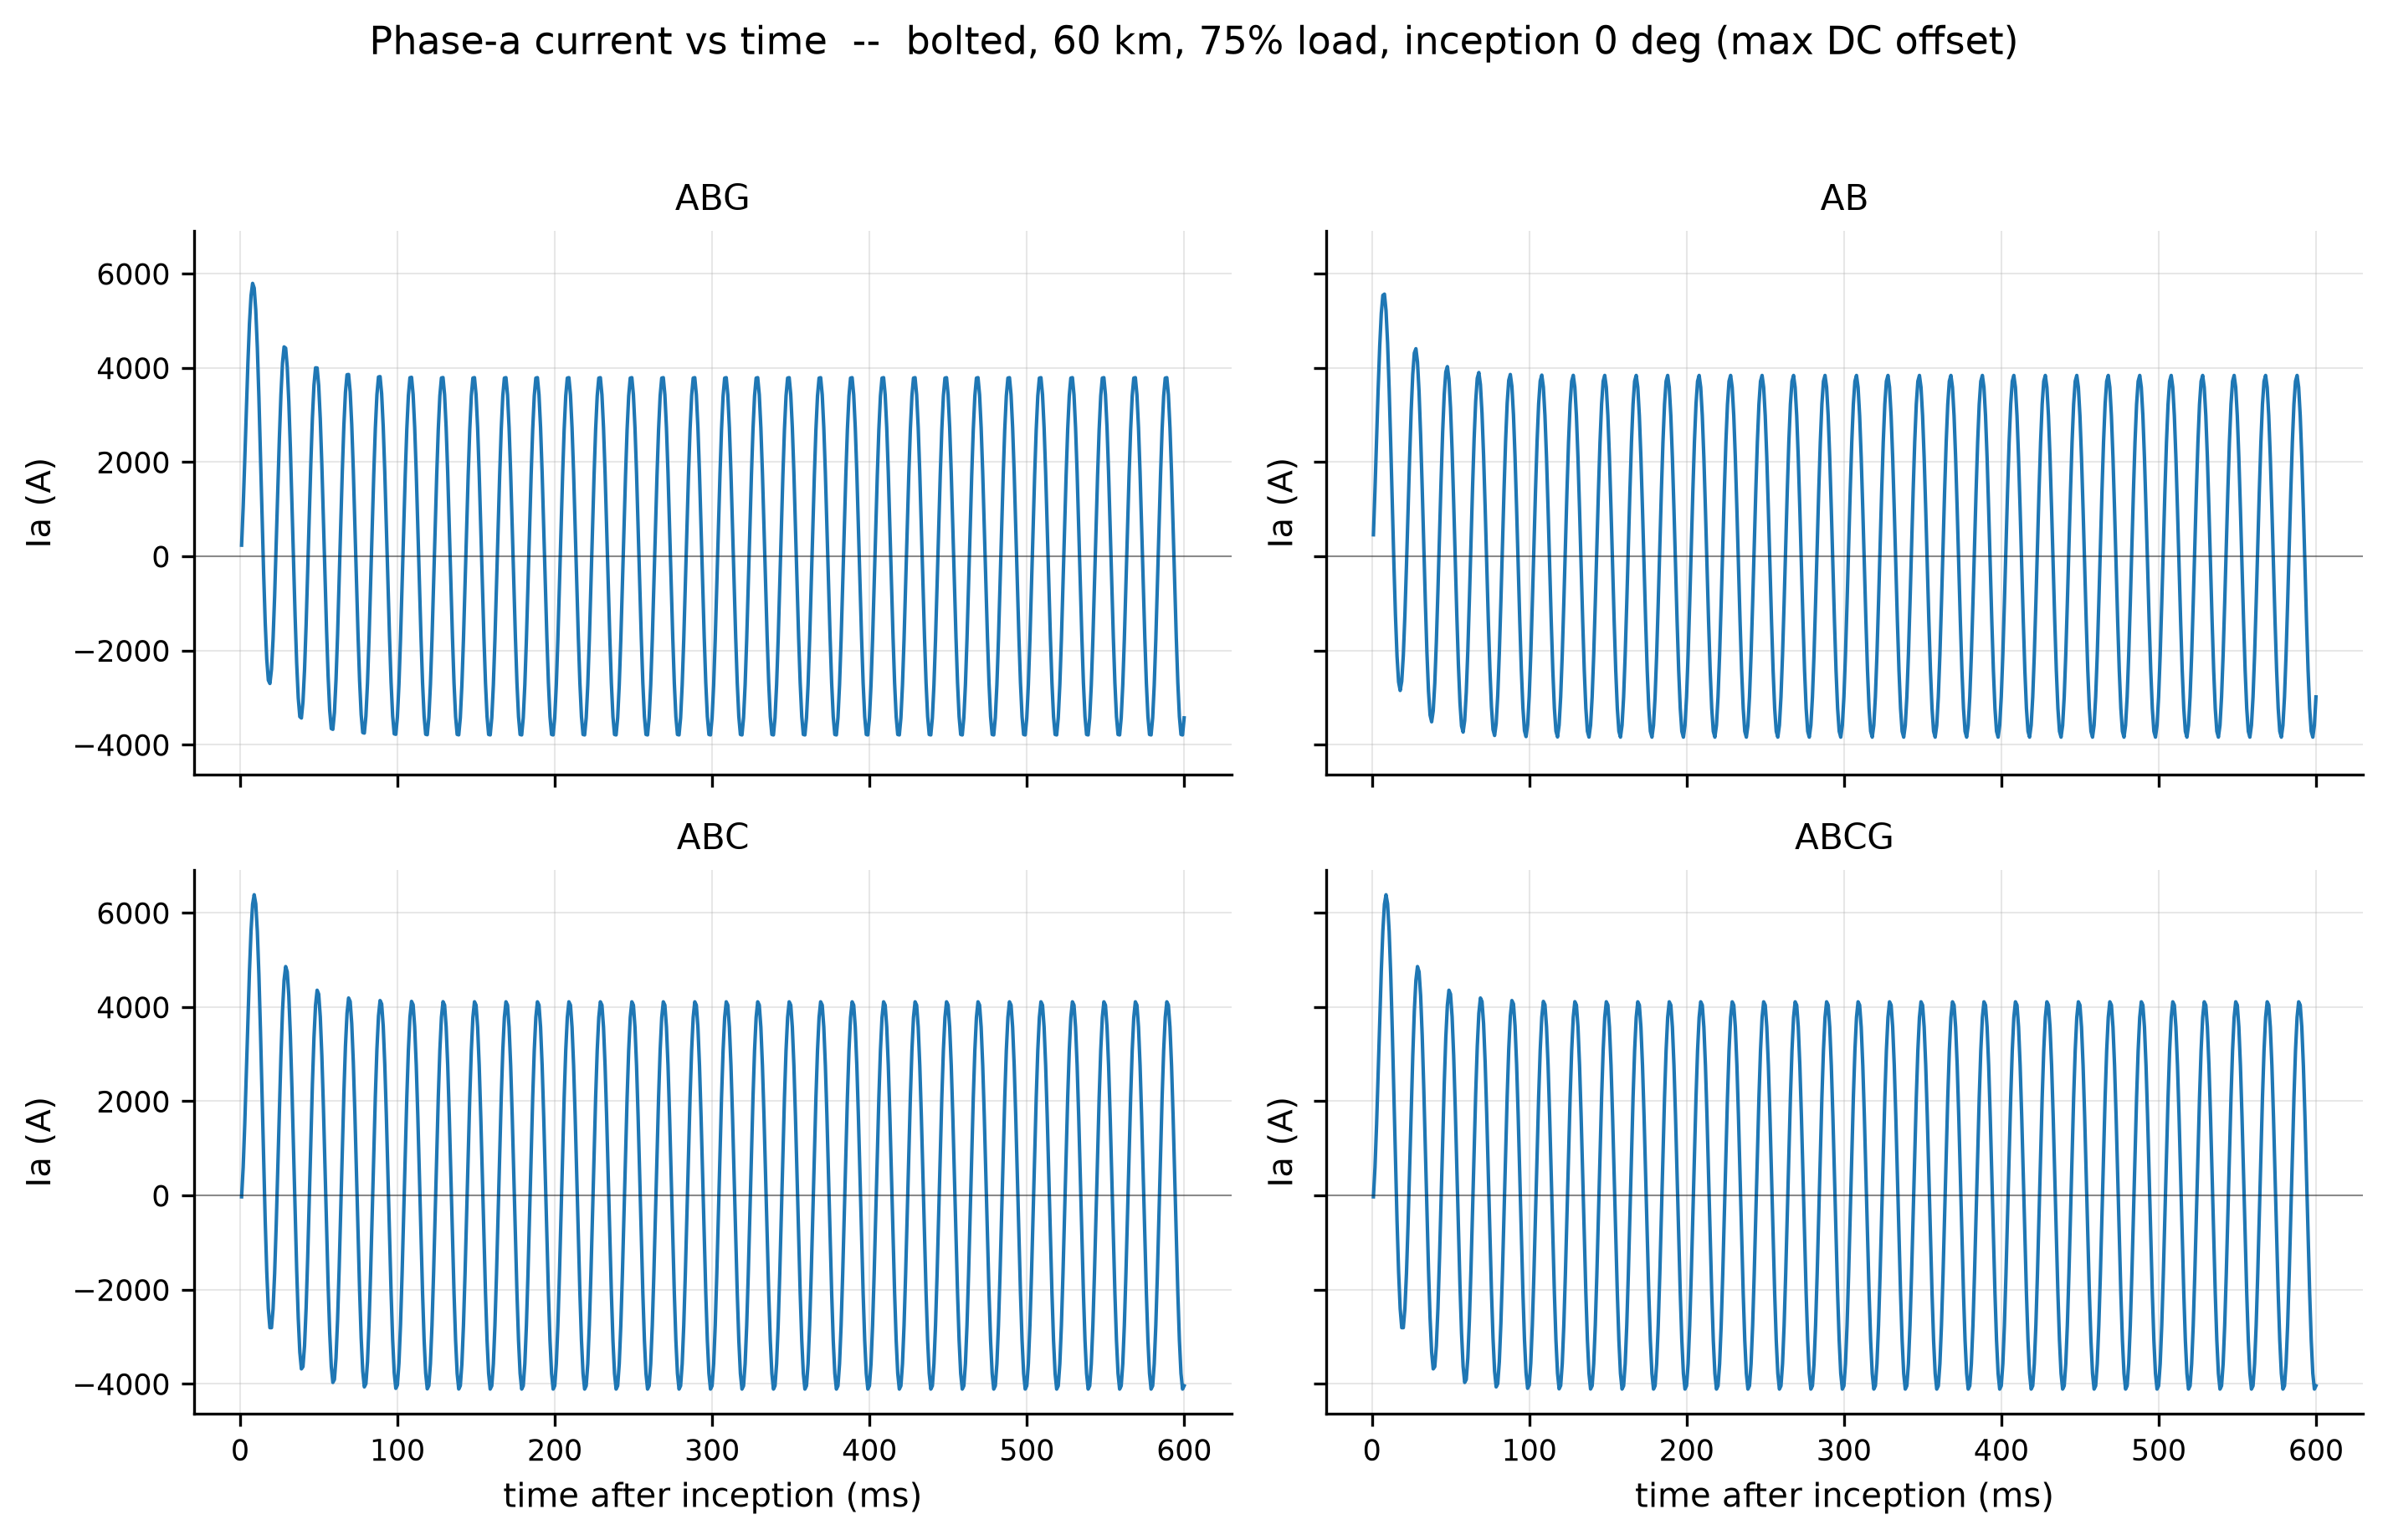 Phase-a current vs time  --  bolted, 60 km, 75% load, inception 0 deg (max DC offset)
ABG
6000
4000
2000
0
−2000
−4000
Ia (A)
AB
Ia (A)
ABC
6000
4000
2000
0
−2000
−4000
Ia (A)
0 100 200 300 400 500 600
time after inception (ms)
ABCG
Ia (A)
0 100 200 300 400 500 600
time after inception (ms)